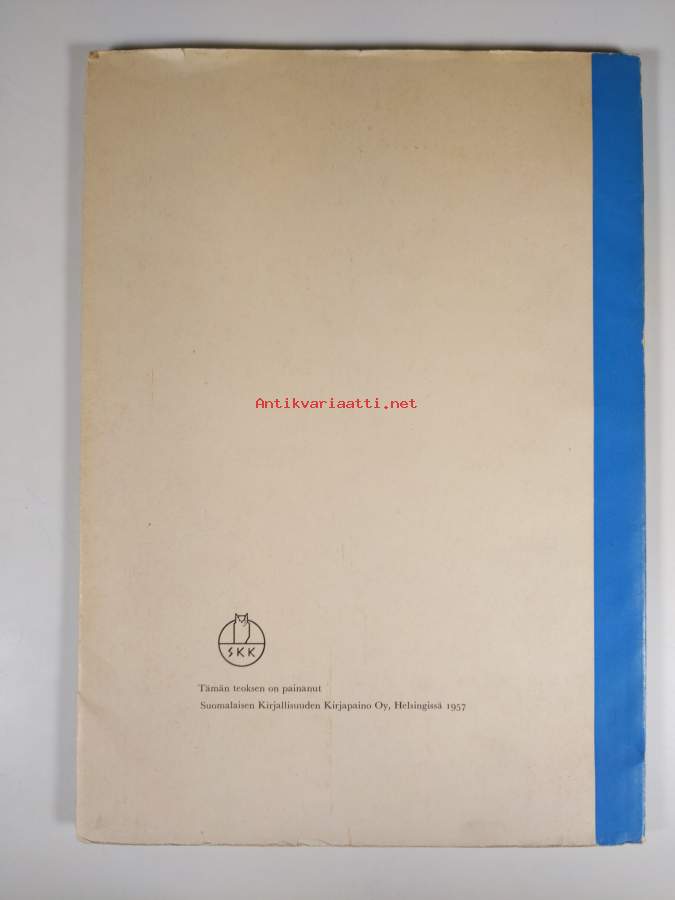 Antikvariaatti.net
SKK
Tämän teoksen on painanut
Suomalaisen Kirjallisuuden Kirjapaino Oy, Helsingissä 1957